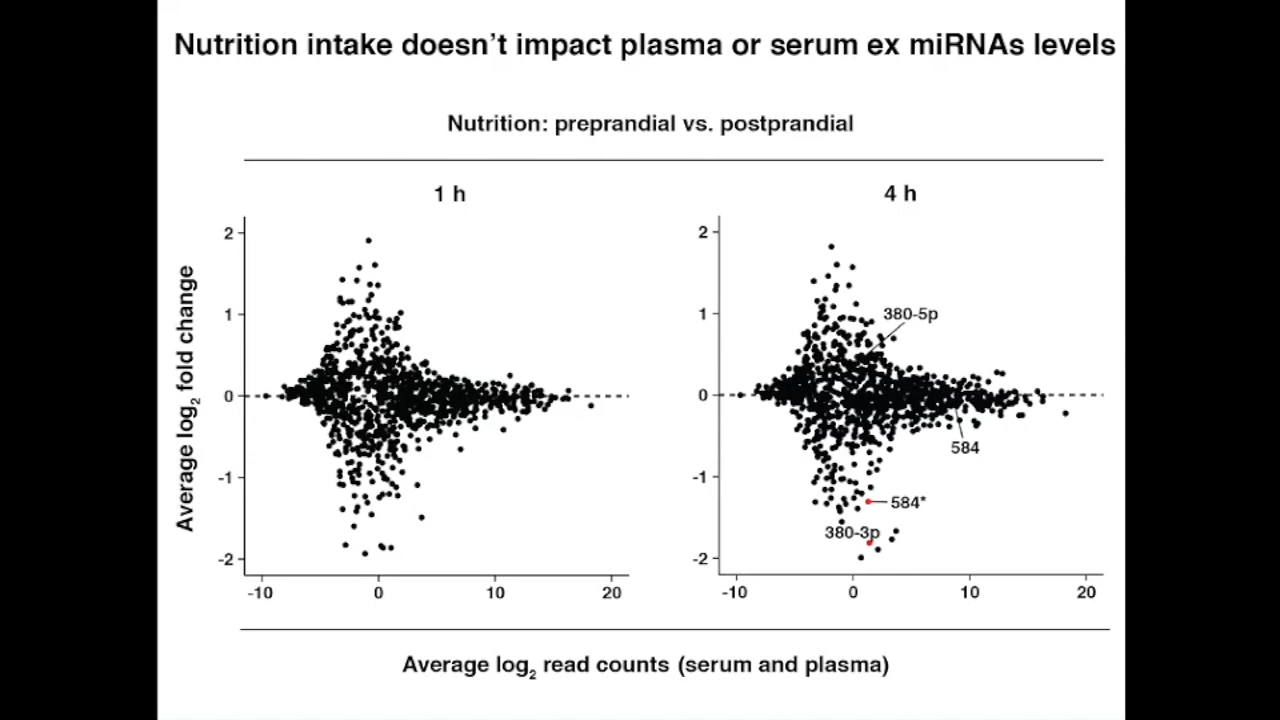 Nutrition intake doesn't impact plasma or serum ex miRNAs levels
Nutrition: preprandial vs. postprandial
1 h
4 h
Average log2 fold change
2
1
0
-1
-2
-10
0
10
20
2
1
0
-1
-2
-10
0
10
20
380-5p
584
584*
380-3p
Average log2 read counts (serum and plasma)